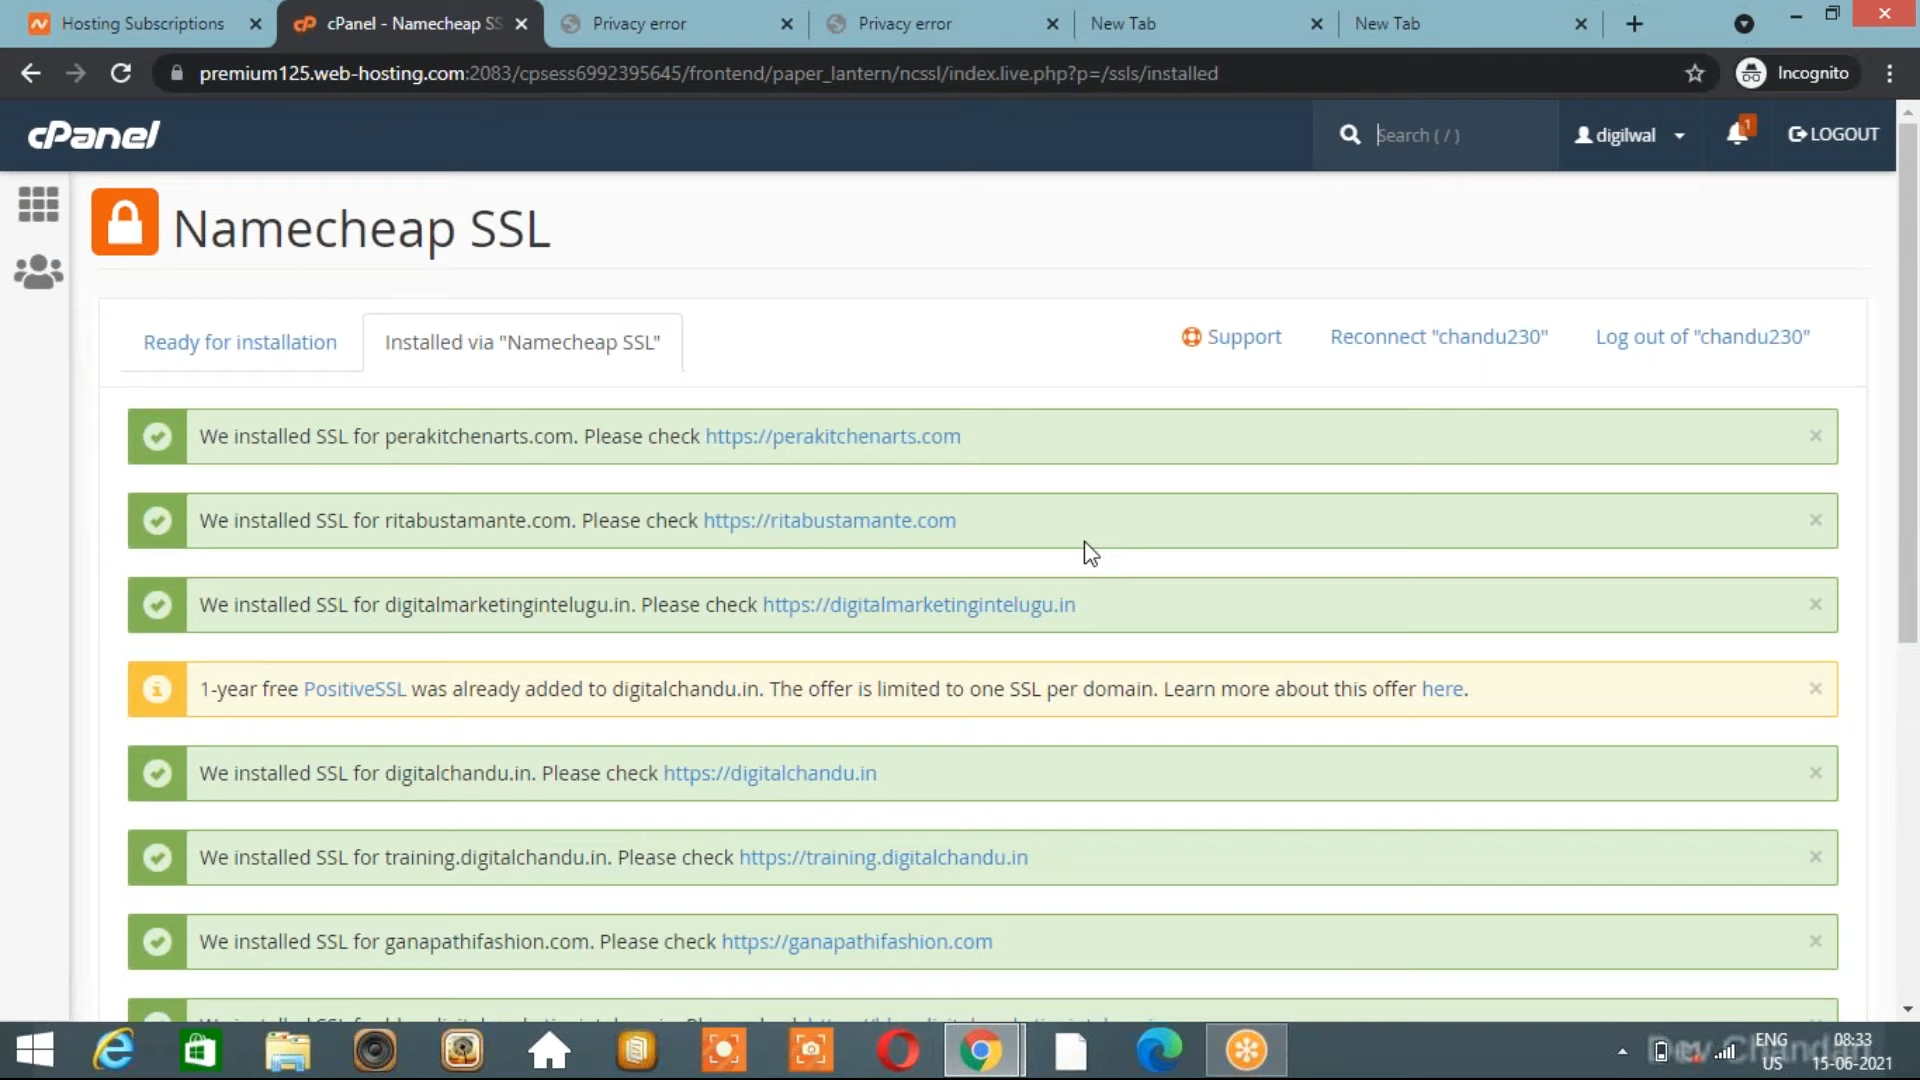 Hosting Subscriptions
cPanel - Namecheap SS
Privacy error
Privacy error
New Tab
New Tab
premium125.web-hosting.com:2083/cpsess6992395645/frontend/paper_lantern/ncssl/index.live.php?p=/ssls/installed
Incognito
cPanel
Search ( / )
digilwal
1
LOGOUT
Namecheap SSL
Ready for installation
Installed via "Namecheap SSL"
Support
Reconnect "chandu230"
Log out of "chandu230"
We installed SSL for perakitchenarts.com. Please check https://perakitchenarts.com
We installed SSL for ritabustamante.com. Please check https://ritabustamante.com
We installed SSL for digitalmarketingintelugu.in. Please check https://digitalmarketingintelugu.in
1-year free PositiveSSL was already added to digitalchandu.in. The offer is limited to one SSL per domain. Learn more about this offer here.
We installed SSL for digitalchandu.in. Please check https://digitalchandu.in
We installed SSL for training.digitalchandu.in. Please check https://training.digitalchandu.in
We installed SSL for ganapathifashion.com. Please check https://ganapathifashion.com
ENG
US
08:33
15-06-2021